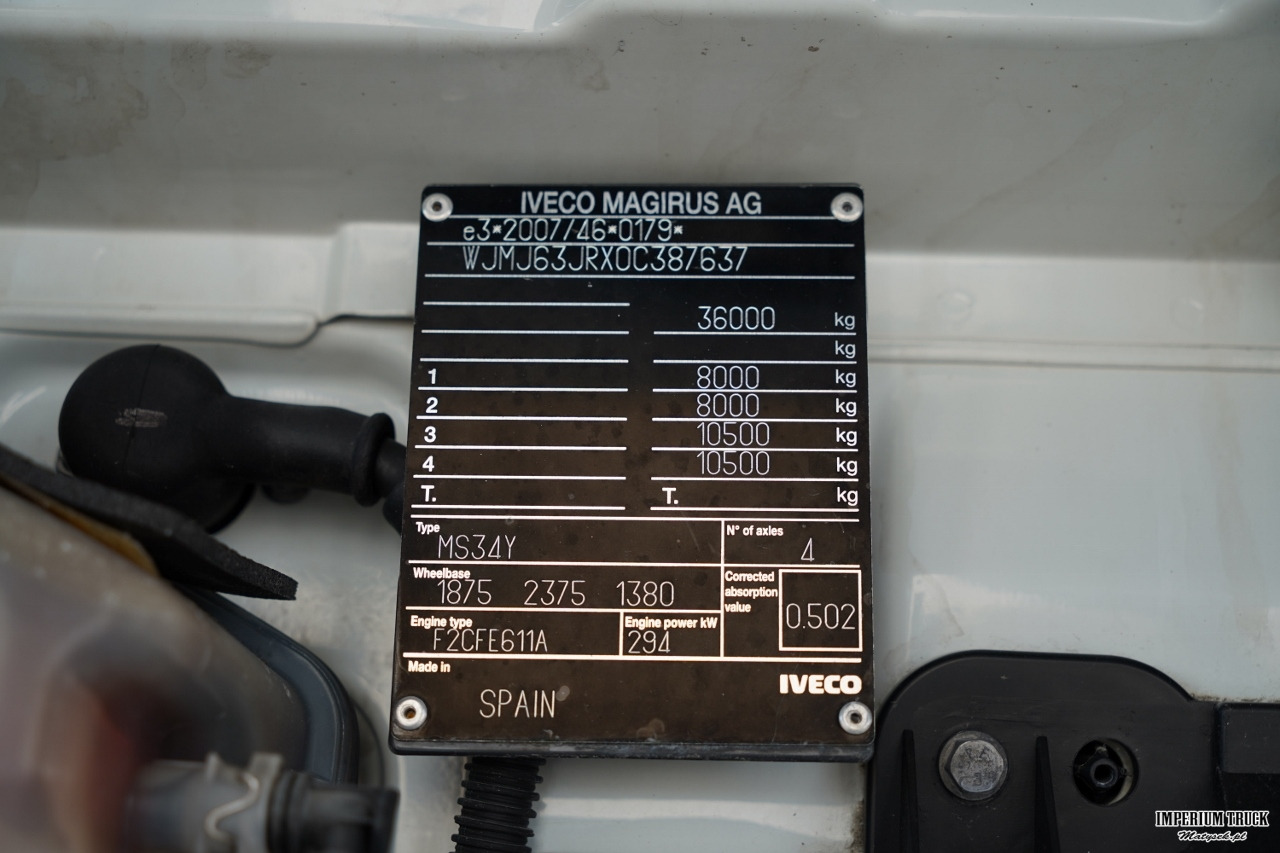 IVECO MAGIRUS AG
e3*2007/46*0179*
WJMJ63JRX0C387637
36000 kg
kg
1 8000 kg
2 8000 kg
3 10500 kg
4 10500 kg
T. T. kg
Type N° of axles
MS34Y 4
Wheelbase Corrected absorption value
1875 2375 1380 0.502
Engine type Engine power kW
F2CFE611A 294
Made in
IVECO
SPAIN
IMPERIUM TRUCK
Matysek.pl